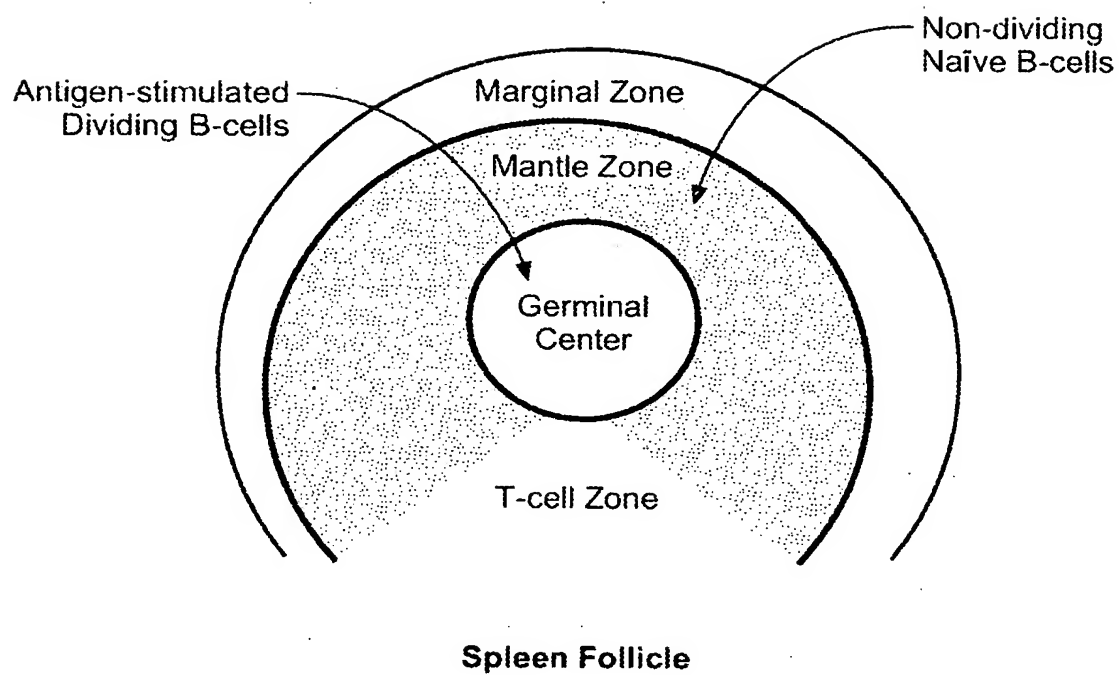 Non-dividing
Naïve B-cells
Antigen-stimulated
Dividing B-cells
Marginal Zone
Mantle Zone
Germinal
Center
T-cell Zone
Spleen Follicle